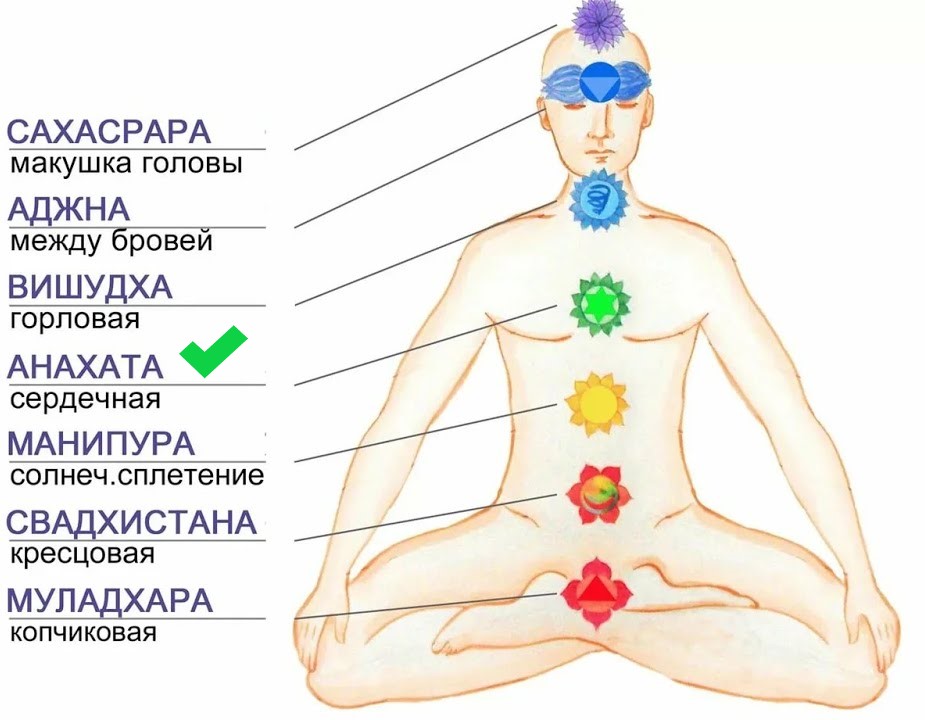 САХАСРАРА
макушка головы
АДЖНА
между бровей
ВИШУДХА
горловая
АНАХАТА
сердечная
МАНИПУРА
солнеч.сплетение
СВАДХИСТАНА
кресцовая
МУЛАДХАРА
копчиковая